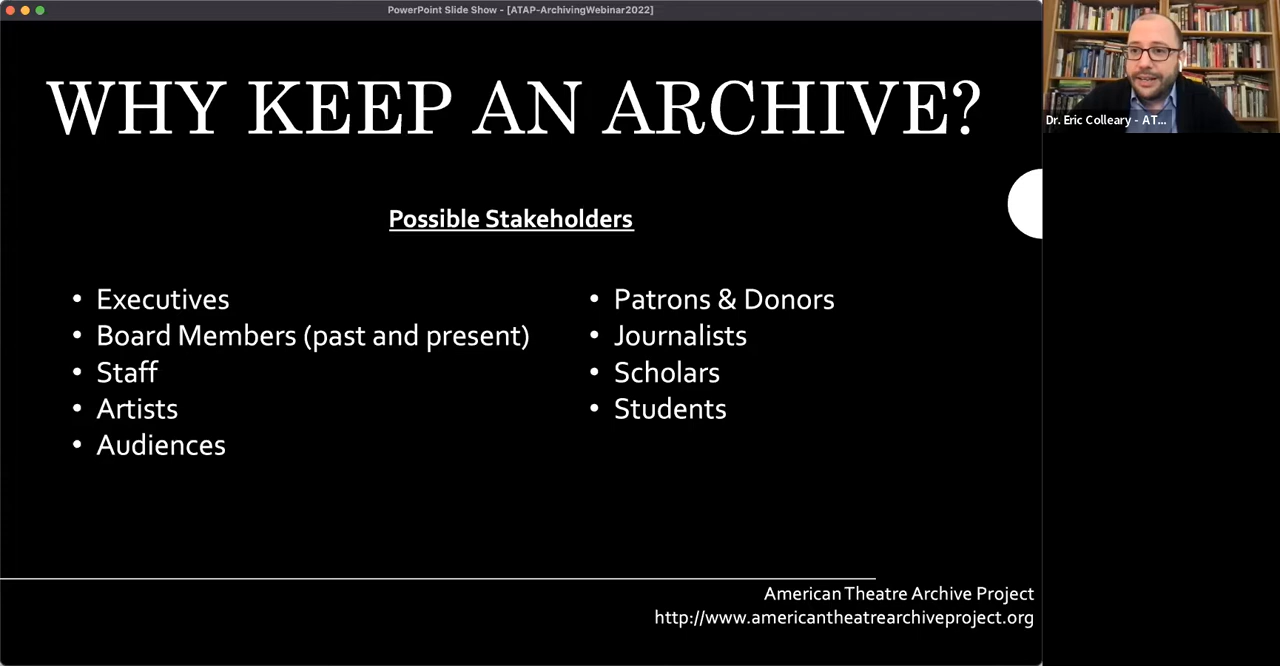 PowerPoint Slide Show - [ATAP-ArchivingWebinar2022]
WHY KEEP AN ARCHIVE?
Dr. Eric Colleary - AT...
Possible Stakeholders
• Executives
• Board Members (past and present)
• Staff
• Artists
• Audiences
• Patrons & Donors
• Journalists
• Scholars
• Students
American Theatre Archive Project
http://www.americantheatrearchiveproject.org